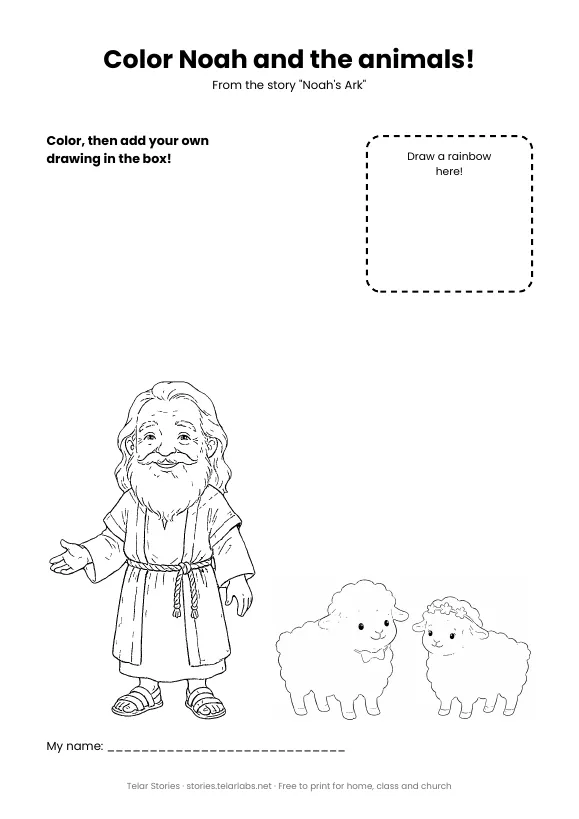 Color Noah and the animals!
From the story "Noah's Ark"
Color, then add your own
drawing in the box!
Draw a rainbow
here!
My name: ____________________________
Telar Stories · stories.telarlabs.net · Free to print for home, class and church